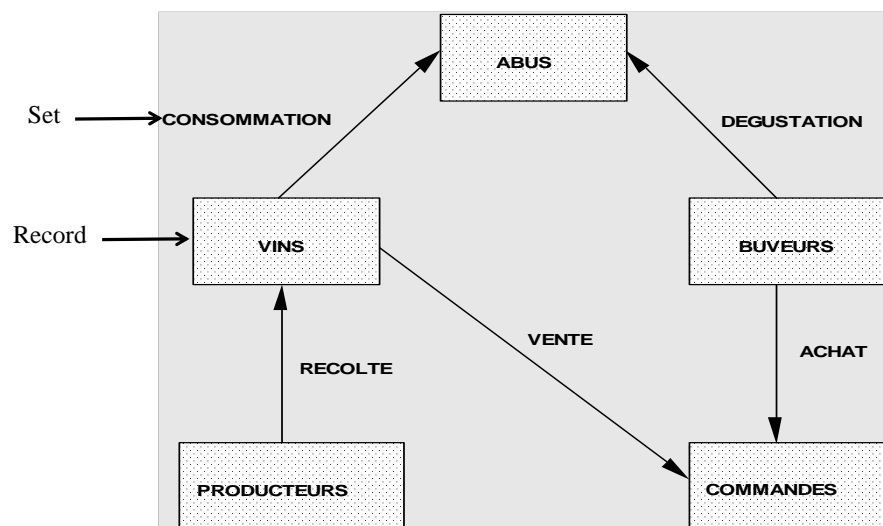 ABUS
Set
CONSOMMATION
DEGUSTATION
Record
VINS
BUVEURS
VENTE
ACHAT
RECOLTE
PRODUCTEURS
COMMANDES